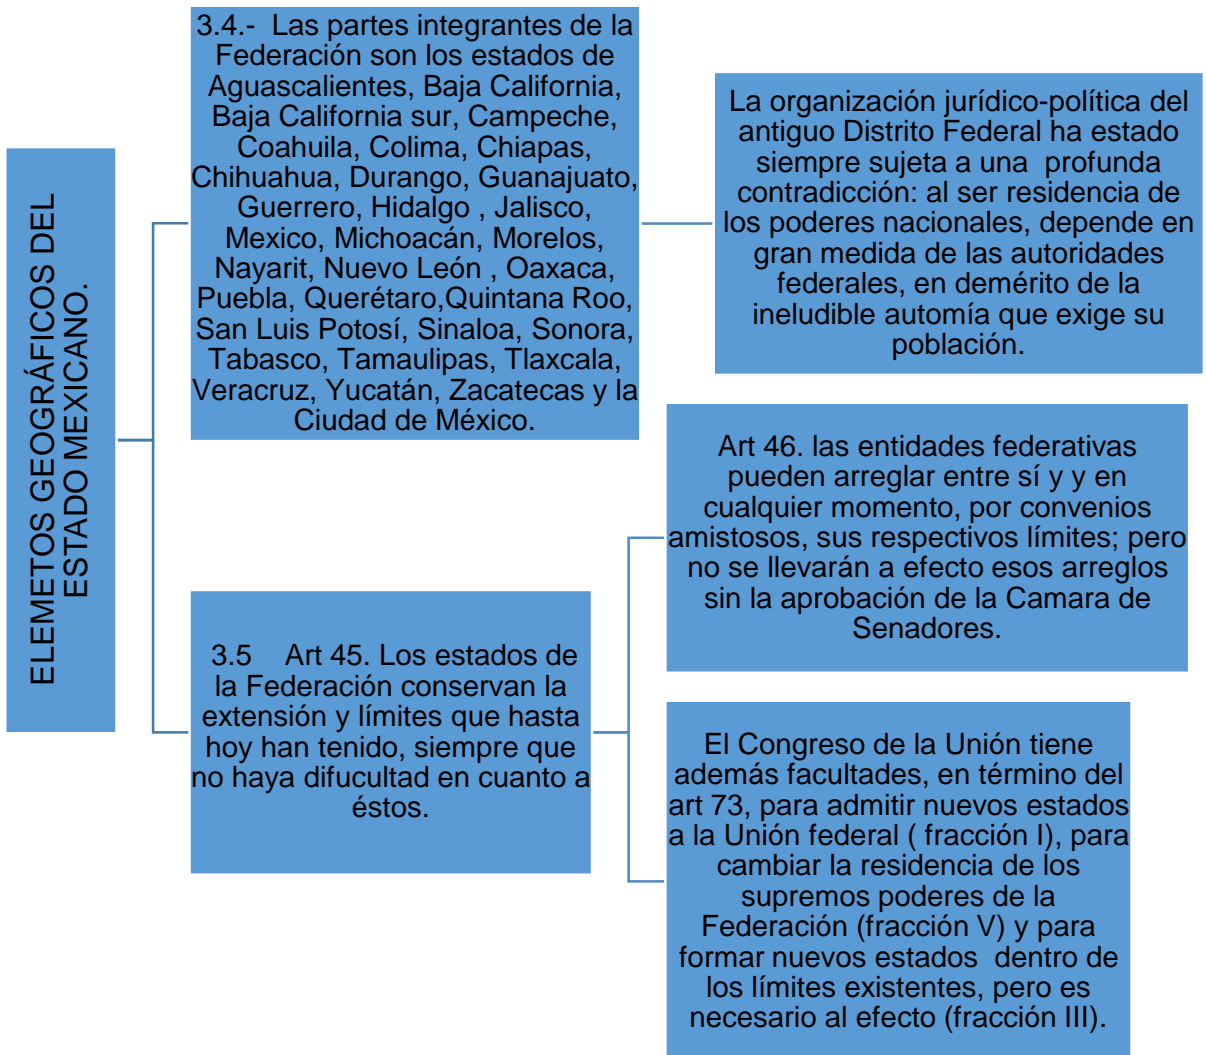 ELEMETOS GEOGRÁFICOS DEL
ESTADO MEXICANO.
3.4.- Las partes integrantes de la
Federación son los estados de
Aguascalientes, Baja California,
Baja California sur, Campeche,
Coahuila, Colima, Chiapas,
Chihuahua, Durango, Guanajuato,
Guerrero, Hidalgo , Jalisco,
Mexico, Michoacán, Morelos,
Nayarit, Nuevo León , Oaxaca,
Puebla, Querétaro,Quintana Roo,
San Luis Potosí, Sinaloa, Sonora,
Tabasco, Tamaulipas, Tlaxcala,
Veracruz, Yucatán, Zacatecas y la
Ciudad de México.
La organización jurídico-política del
antiguo Distrito Federal ha estado
siempre sujeta a una profunda
contradicción: al ser residencia de
los poderes nacionales, depende en
gran medida de las autoridades
federales, en demérito de la
ineludible automía que exige su
población.
3.5 Art 45. Los estados de
la Federación conservan la
extensión y límites que hasta
hoy han tenido, siempre que
no haya difucultad en cuanto a
éstos.
Art 46. las entidades federativas
pueden arreglar entre sí y y en
cualquier momento, por convenios
amistosos, sus respectivos límites; pero
no se llevarán a efecto esos arreglos
sin la aprobación de la Camara de
Senadores.
El Congreso de la Unión tiene
además facultades, en término del
art 73, para admitir nuevos estados
a la Unión federal ( fracción I), para
cambiar la residencia de los
supremos poderes de la
Federación (fracción V) y para
formar nuevos estados dentro de
los límites existentes, pero es
necesario al efecto (fracción III).